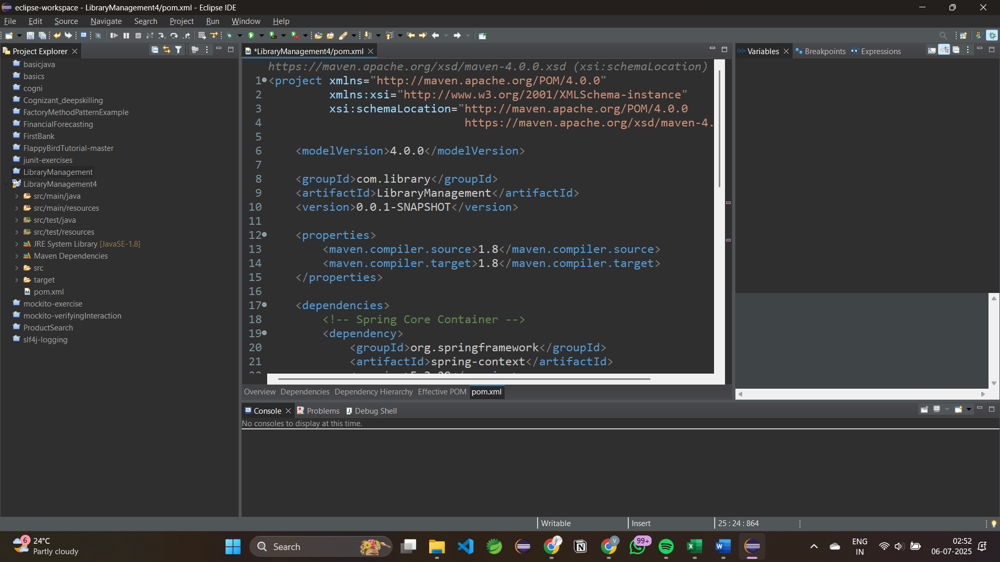 eclipse-workspace - LibraryManagement4/pom.xml - Eclipse IDE
File Edit Source Navigate Search Project Run Window Help
Project Explorer
basicjava
basics
cogni
Cognizant_deepskilling
FactoryMethodPatternExample
FinancialForecasting
FirstBank
FlappyBirdTutorial-master
junit-exercises
LibraryManagement
LibraryManagement4
src/main/java
src/main/resources
src/test/java
src/test/resources
JRE System Library [JavaSE-1.8]
Maven Dependencies
src
target
pom.xml
mockito-exercise
mockito-verifyingInteraction
ProductSearch
slf4j-logging
*LibraryManagement4/pom.xml
https://maven.apache.org/xsd/maven-4.0.0.xsd (xsi:schemaLocation)
1 <project xmlns="http://maven.apache.org/POM/4.0.0"
2 xmlns:xsi="http://www.w3.org/2001/XMLSchema-instance"
3 xsi:schemaLocation="http://maven.apache.org/POM/4.0.0
4 https://maven.apache.org/xsd/maven-4.
5
6 <modelVersion>4.0.0</modelVersion>
7
8 <groupId>com.library</groupId>
9 <artifactId>LibraryManagement</artifactId>
10 <version>0.0.1-SNAPSHOT</version>
11
12 <properties>
13 <maven.compiler.source>1.8</maven.compiler.source>
14 <maven.compiler.target>1.8</maven.compiler.target>
15 </properties>
16
17 <dependencies>
18 <!-- Spring Core Container -->
19 <dependency>
20 <groupId>org.springframework</groupId>
21 <artifactId>spring-context</artifactId>
Overview Dependencies Dependency Hierarchy Effective POM pom.xml
Variables Breakpoints Expressions
Console Problems Debug Shell
No consoles to display at this time.
Writable Insert 25 : 24 : 864
6
24°C
Partly cloudy
Search
99+
ENG
IN
02:52
06-07-2025